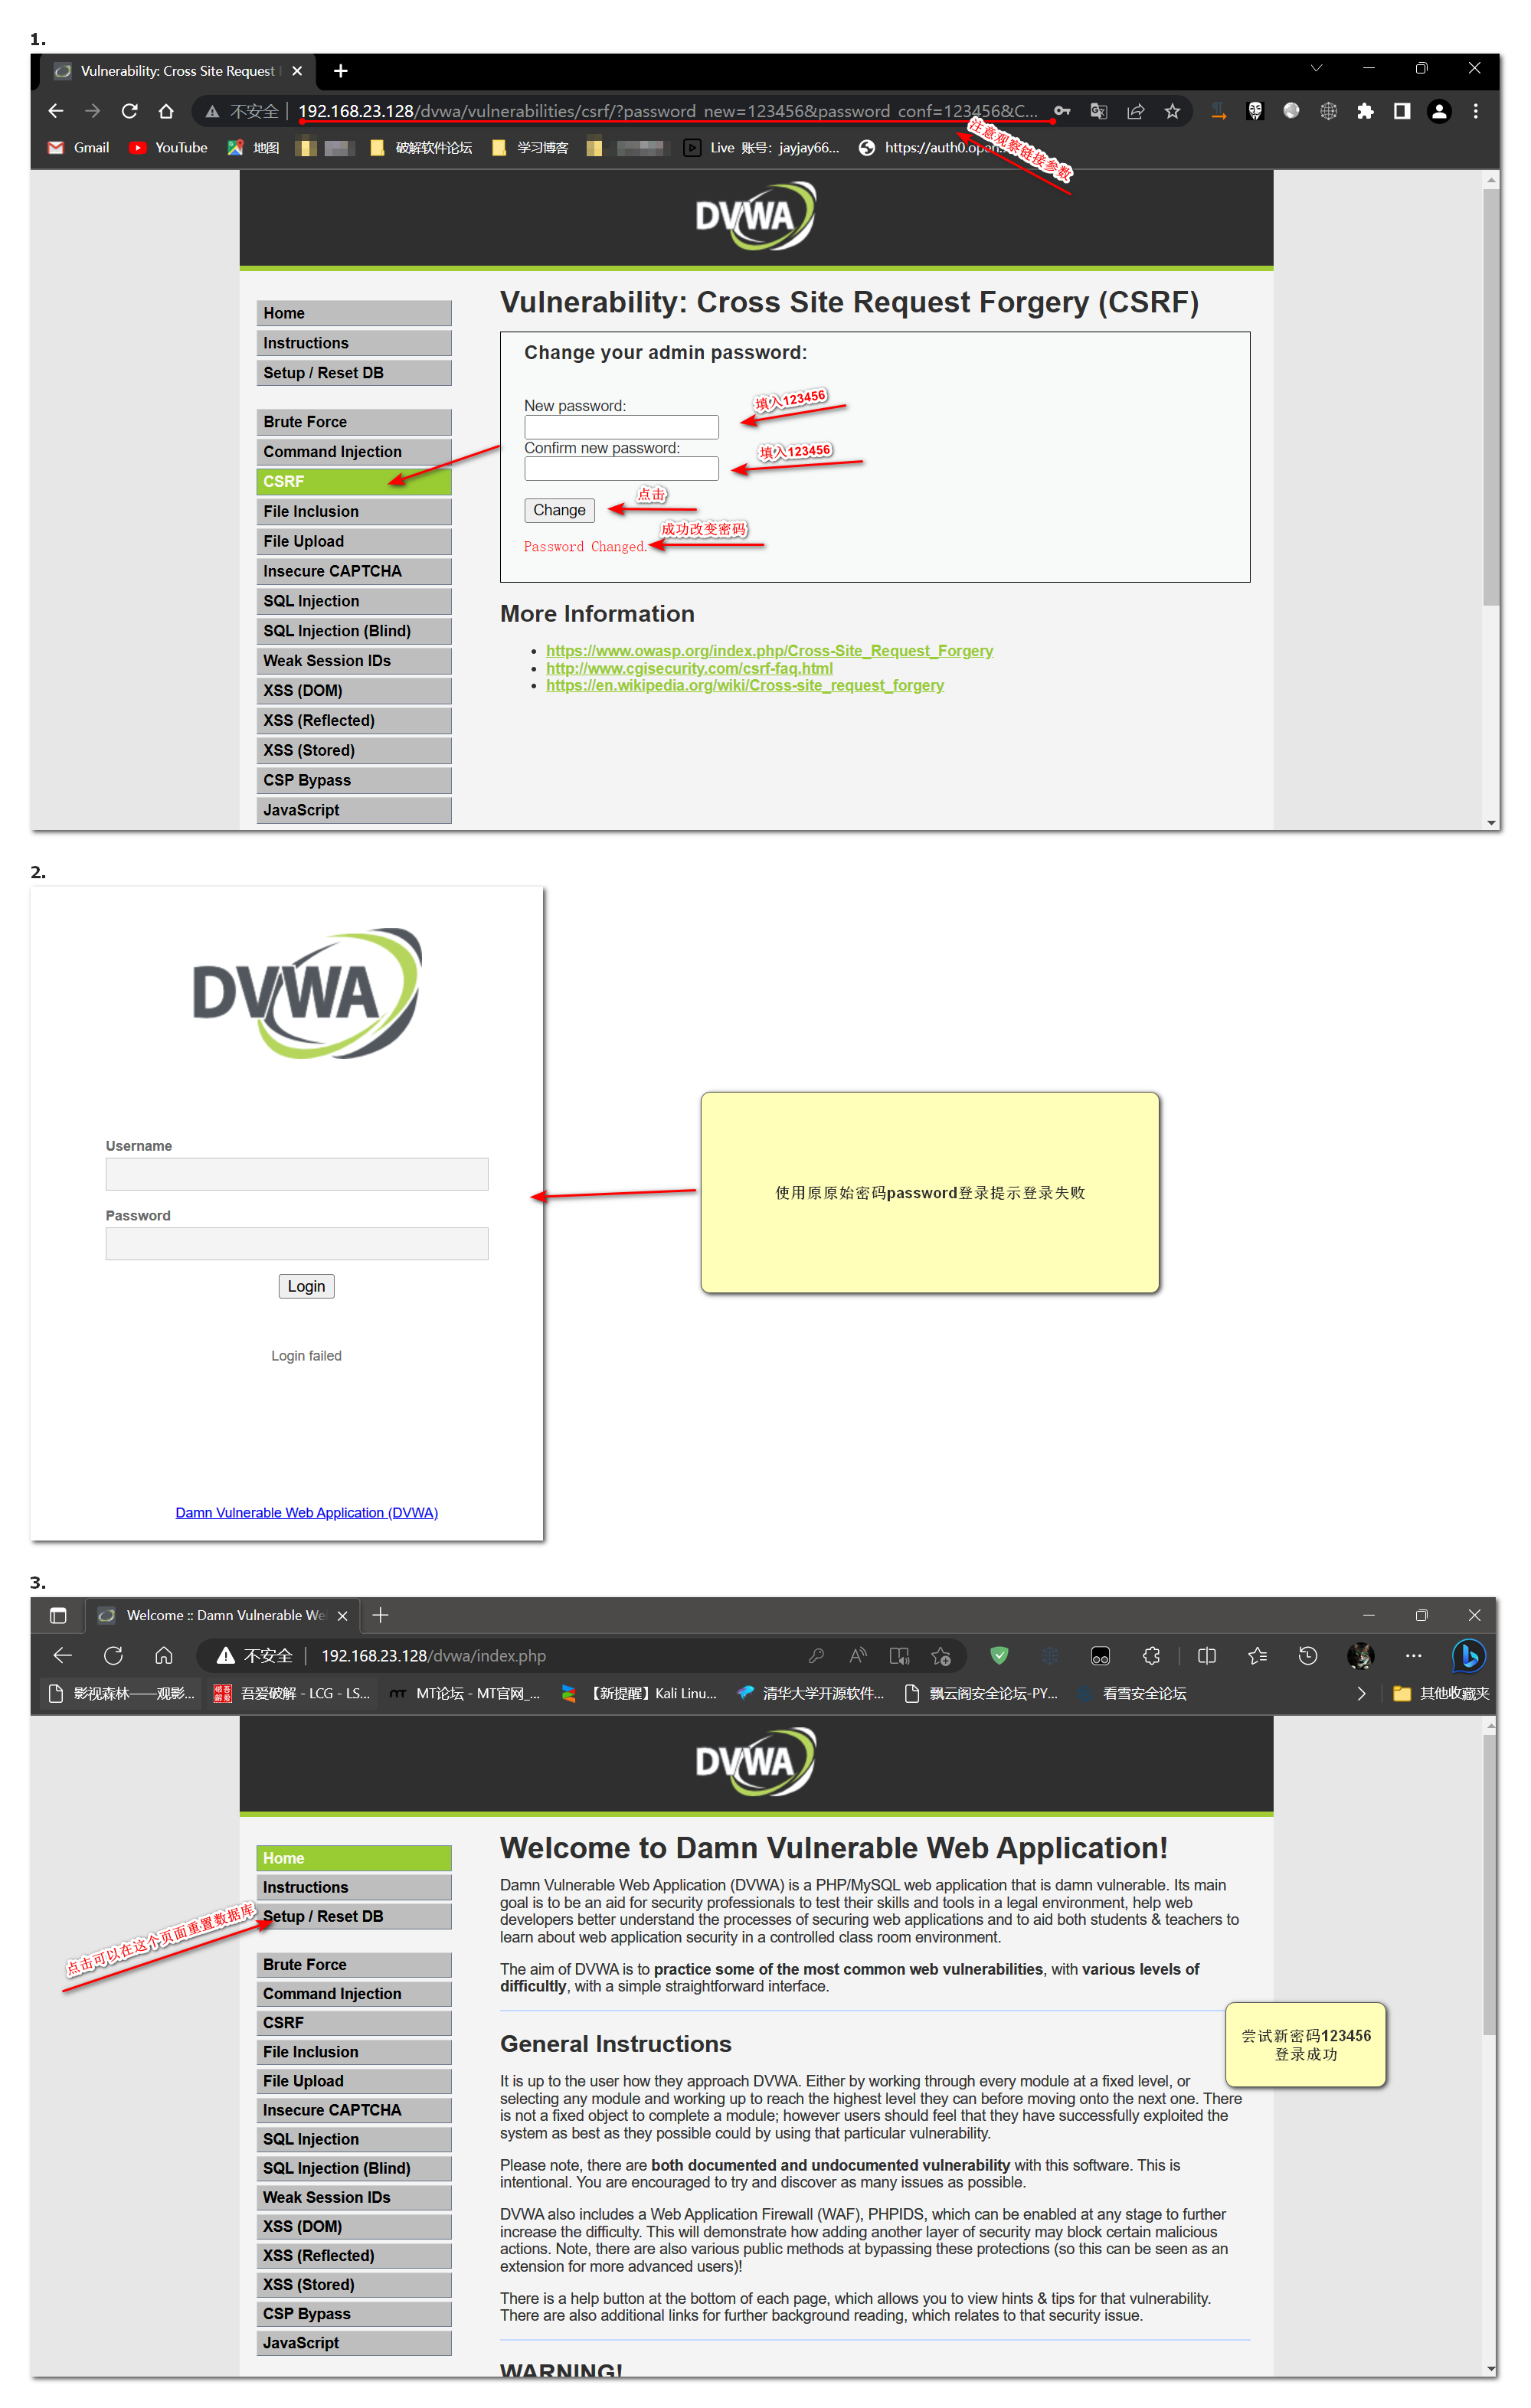 1.
Vulnerability: Cross Site Request
不安全 192.168.23.128/dvwa/vulnerabilities/csrf/?password_new=123456&password_conf=123456&C...
注意观察链接参数
Gmail YouTube 地图 破解软件论坛 学习博客 Live 账号：jayjay66... https://auth0.open
DVWA
Vulnerability: Cross Site Request Forgery (CSRF)
Home
Instructions
Setup / Reset DB
Brute Force
Command Injection
CSRF
File Inclusion
File Upload
Insecure CAPTCHA
SQL Injection
SQL Injection (Blind)
Weak Session IDs
XSS (DOM)
XSS (Reflected)
XSS (Stored)
CSP Bypass
JavaScript
Change your admin password:
New password:
填入123456
Confirm new password:
填入123456
Change
点击
成功改变密码
Password Changed.
More Information
https://www.owasp.org/index.php/Cross-Site_Request_Forgery
http://www.cgisecurity.com/csrf-faq.html
https://en.wikipedia.org/wiki/Cross-site_request_forgery
2.
DVWA
Username
Password
Login
Login failed
Damn Vulnerable Web Application (DVWA)
使用原原始密码password登录提示登录失败
3.
Welcome :: Damn Vulnerable We
不安全 192.168.23.128/dvwa/index.php
影视森林——观影... 吾爱破解 - LCG - LS... MT论坛 - MT官网_... 【新提醒】Kali Linu... 清华大学开源软件... 飘云阁安全论坛-PY... 看雪安全论坛 其他收藏夹
DVWA
Home
Instructions
Setup / Reset DB
点击可以在这个页面重置数据库
Brute Force
Command Injection
CSRF
File Inclusion
File Upload
Insecure CAPTCHA
SQL Injection
SQL Injection (Blind)
Weak Session IDs
XSS (DOM)
XSS (Reflected)
XSS (Stored)
CSP Bypass
JavaScript
Welcome to Damn Vulnerable Web Application!
Damn Vulnerable Web Application (DVWA) is a PHP/MySQL web application that is damn vulnerable. Its main
goal is to be an aid for security professionals to test their skills and tools in a legal environment, help web
developers better understand the processes of securing web applications and to aid both students & teachers to
learn about web application security in a controlled class room environment.
The aim of DVWA is to practice some of the most common web vulnerabilities, with various levels of
difficultly, with a simple straightforward interface.
General Instructions
尝试新密码123456
登录成功
It is up to the user how they approach DVWA. Either by working through every module at a fixed level, or
selecting any module and working up to reach the highest level they can before moving onto the next one. There
is not a fixed object to complete a module; however users should feel that they have successfully exploited the
system as best as they possible could by using that particular vulnerability.
Please note, there are both documented and undocumented vulnerability with this software. This is
intentional. You are encouraged to try and discover as many issues as possible.
DVWA also includes a Web Application Firewall (WAF), PHPIDS, which can be enabled at any stage to further
increase the difficulty. This will demonstrate how adding another layer of security may block certain malicious
actions. Note, there are also various public methods at bypassing these protections (so this can be seen as an
extension for more advanced users)!
There is a help button at the bottom of each page, which allows you to view hints & tips for that vulnerability.
There are also additional links for further background reading, which relates to that security issue.
WARNING!